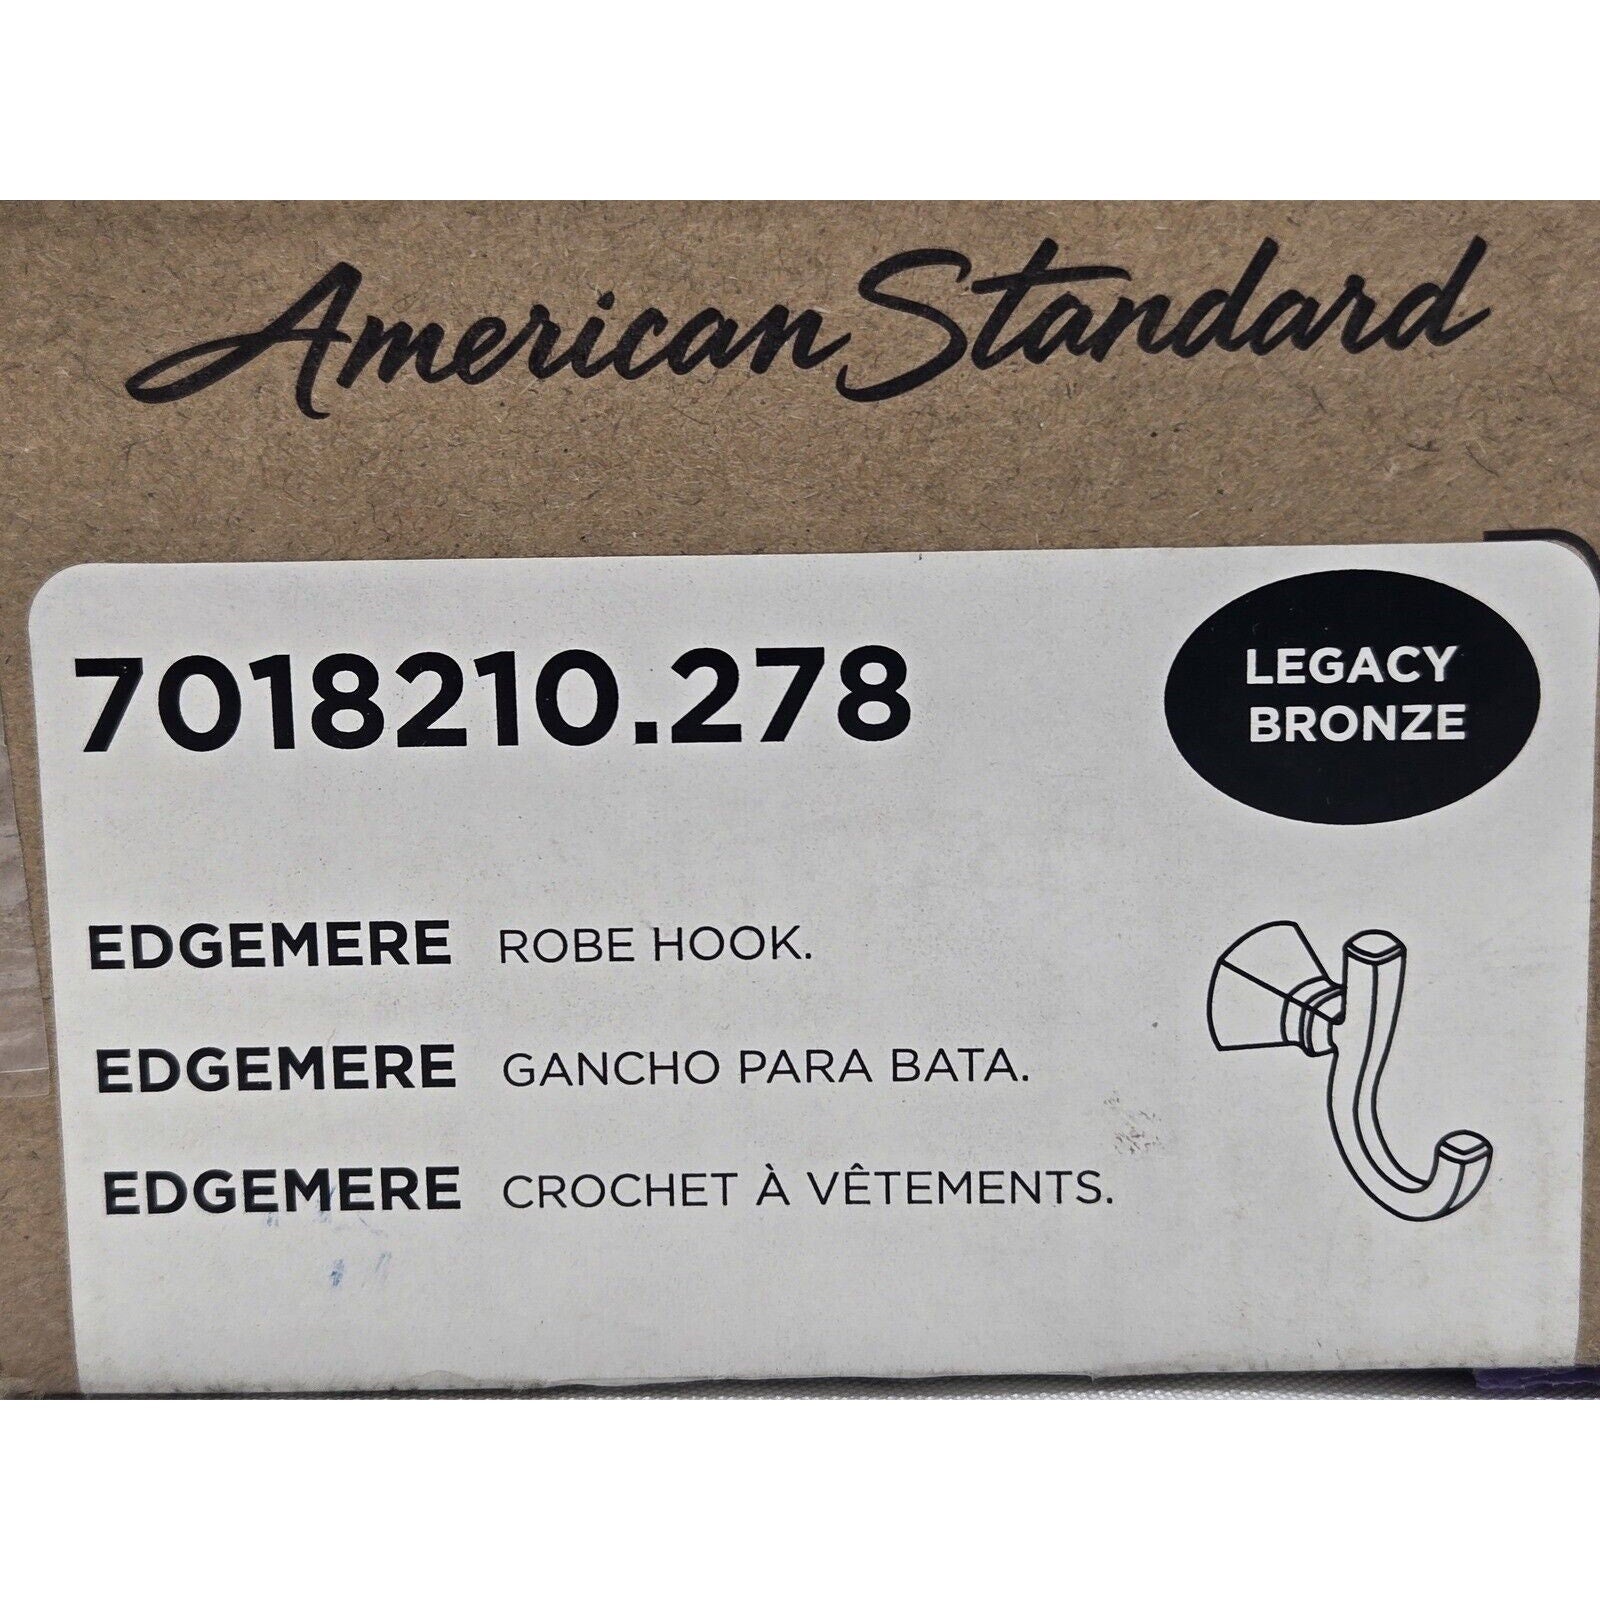 American Standard
7018210.278
LEGACY
BRONZE
EDGEMERE ROBE HOOK.
EDGEMERE GANCHO PARA BATA.
EDGEMERE CROCHET À VÊTEMENTS.